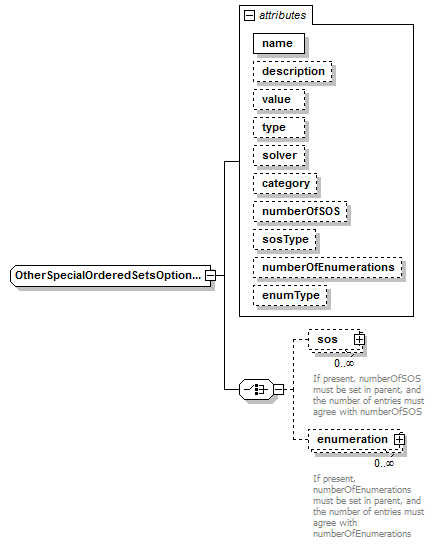 attributes
name
description
value
type
solver
category
numberOfSOS
sosType
numberOfEnumerations
enumType
OtherSpecialOrderedSetsOption...
sos
0..∞
If present, numberOfSOS
must be set in parent, and
the number of entries must
agree with numberOfSOS
enumeration
0..∞
If present,
numberOfEnumerations
must be set in parent, and
the number of entries must
agree with
numberOfEnumerations